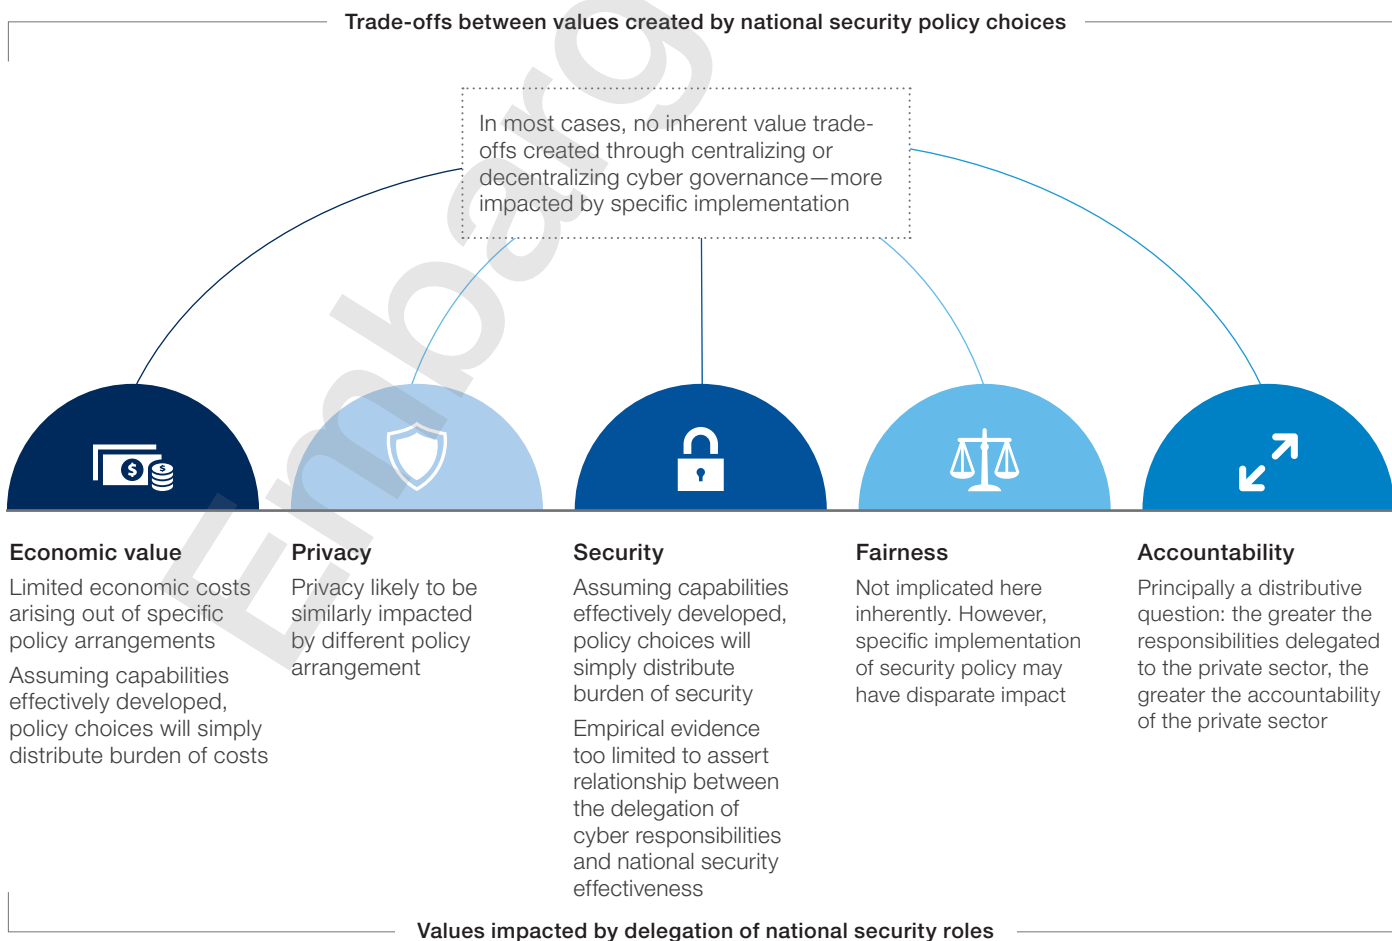 Trade-offs between values created by national security policy choices
In most cases, no inherent value trade-
offs created through centralizing or
decentralizing cyber governance—more
impacted by specific implementation
$
$
Economic value
Limited economic costs
arising out of specific
policy arrangements
Assuming capabilities
effectively developed,
policy choices will simply
distribute burden of costs
Privacy
Privacy likely to be
similarly impacted
by different policy
arrangement
Security
Assuming capabilities
effectively developed,
policy choices will
simply distribute
burden of security
Empirical evidence
too limited to assert
relationship between
the delegation of
cyber responsibilities
and national security
effectiveness
Fairness
Not implicated here
inherently. However,
specific implementation
of security policy may
have disparate impact
Accountability
Principally a distributive
question: the greater the
responsibilities delegated
to the private sector, the
greater the accountability
of the private sector
Values impacted by delegation of national security roles
Embarg